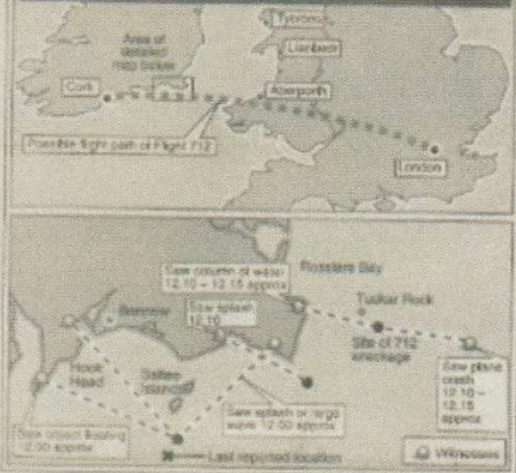 Tyrcroes
Llanbedr
Area of
detailed
map below
Cork
Aberporth
Possible flight path of Flight 712
London
Rosslare Bay
Saw column of water
12.10 – 12.15 approx
Tuskar Rock
Bannow
Saw splash
12.10
Site of 712
wreckage
Hook
Head
Saltee
Islands
Saw plane
crash
12.10 –
12.15
approx
Saw splash or large
wave 12.00 approx
Saw object floating
12.00 approx
Last reported location
Witnesses